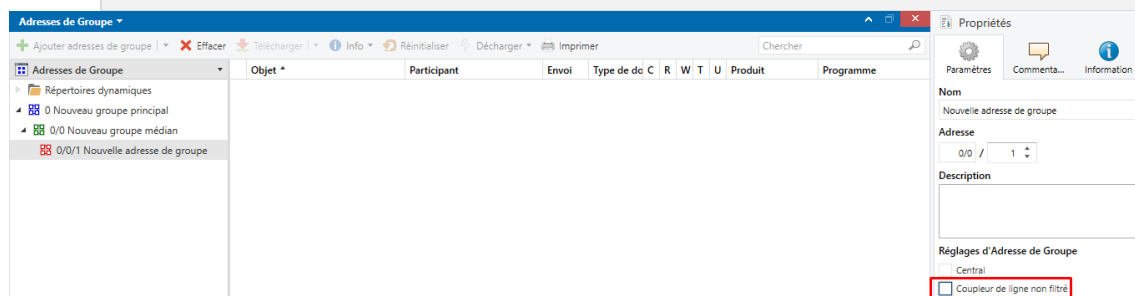 Adresses de Groupe
Ajouter adresses de groupe Effacer Télécharger Info Réinitialiser Décharger Imprimer Chercher
Adresses de Groupe Objet Participant Envoi Type de do C R W T U Produit Programme
Répertoires dynamiques
0 Nouveau groupe principal
0/0 Nouveau groupe médian
0/0/1 Nouvelle adresse de groupe
Propriétés
Paramètres Commenta... Information
Nom
Nouvelle adresse de groupe
Adresse
0/0 / 1
Description
Réglages d'Adresse de Groupe
Central
Coupleur de ligne non filtré